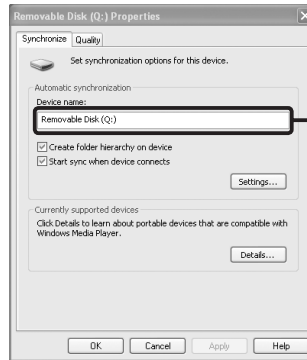 Removable Disk (Q:) Properties
Synchronize Quality
Set synchronization options for this device.
Automatic synchronization
Device name:
Removable Disk (Q:)
Create folder hierarchy on device
Start sync when device connects
Settings...
Currently supported devices
Click Details to learn about portable devices that are compatible with
Windows Media Player.
Details...
OK Cancel Apply Help